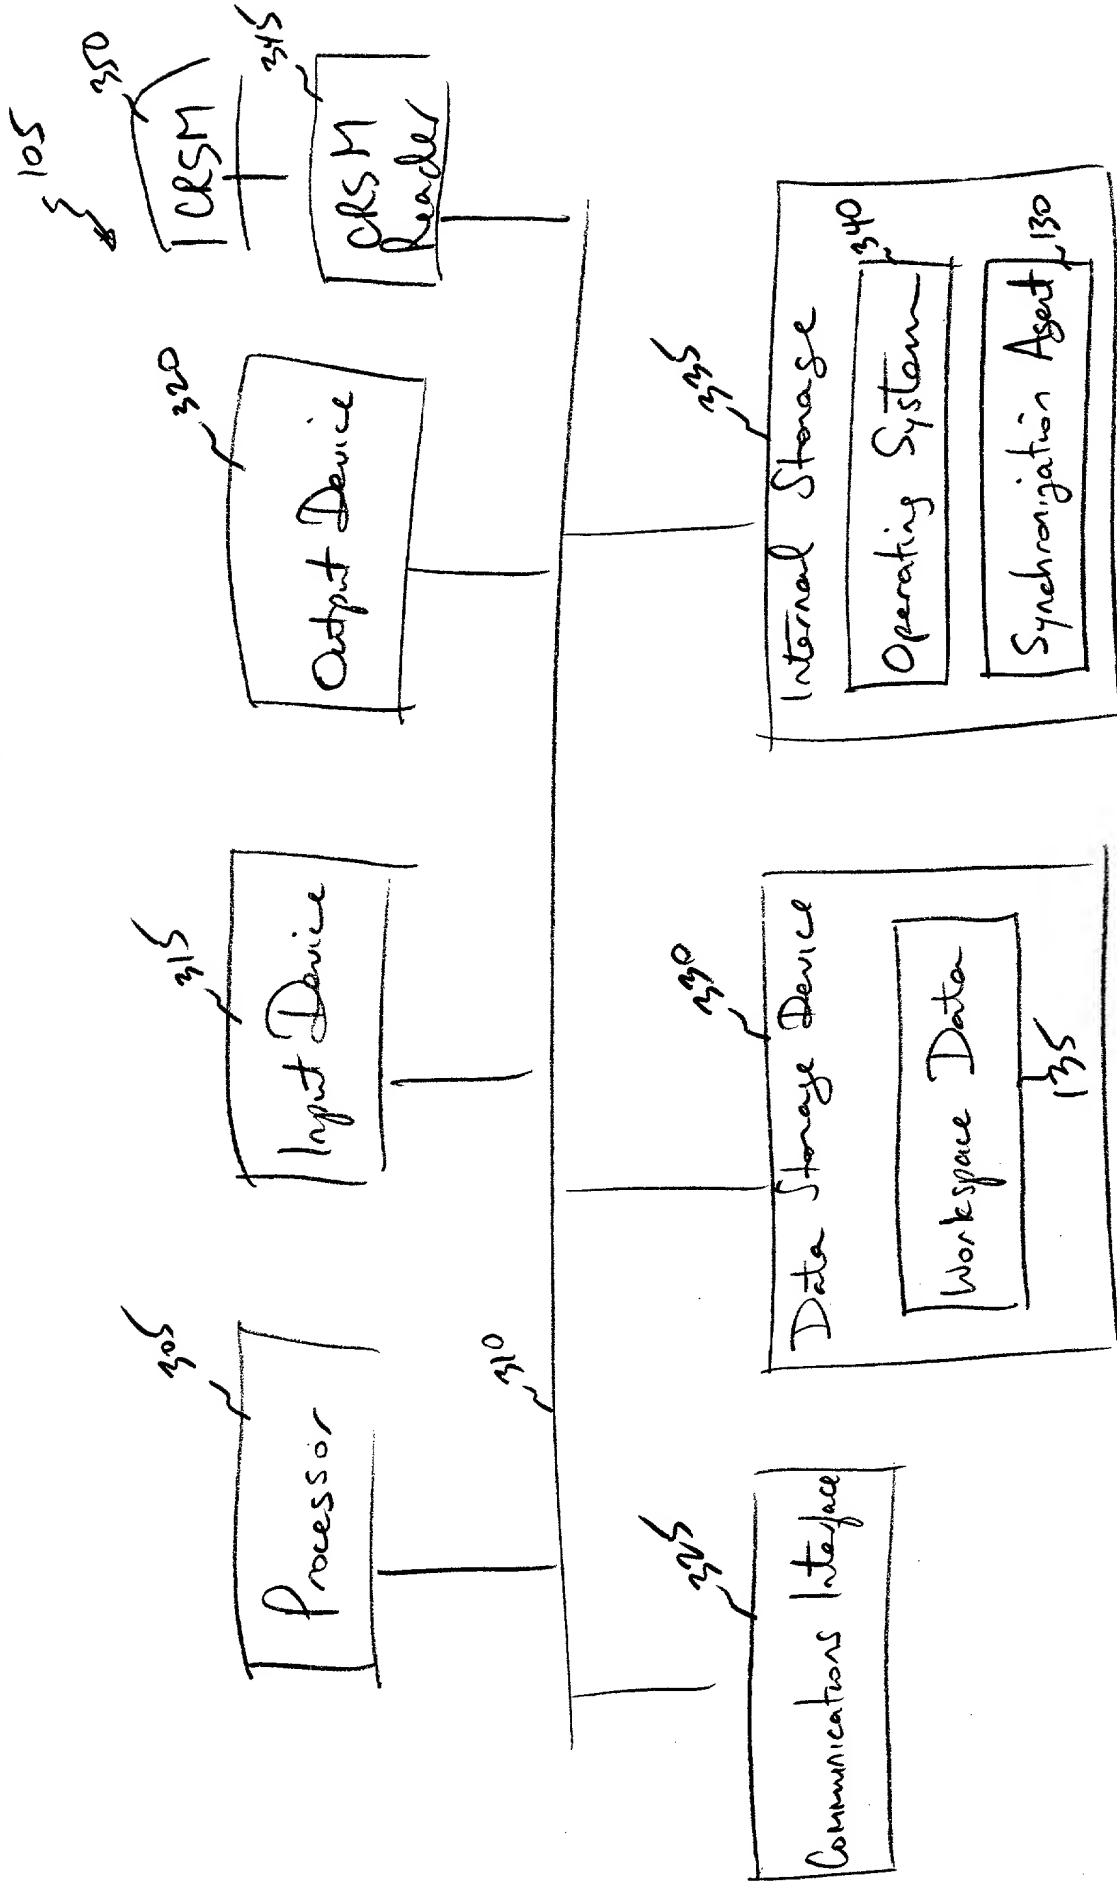 105
350
CRSM
345
CRSM
Reader
320
Output Device
315
Input Device
305
Processor
310
325
Communications Interface
330
Data Storage Device
Workspace Data
135
335
Internal Storage
340
Operating System
130
Synchronization Agent